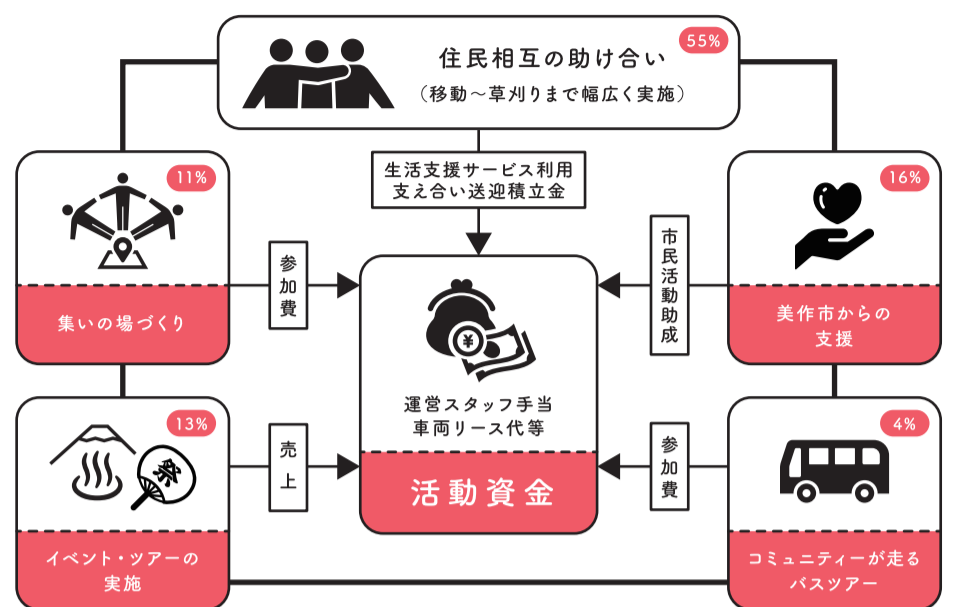 55%
住民相互の助け合い
（移動～草刈りまで幅広く実施）
生活支援サービス利用
支え合い送迎積立金
11%
集いの場づくり
参加費
16%
美作市からの
支援
市民活動助成
¥
運営スタッフ手当
車両リース代等
活動資金
13%
祭
イベント・ツアーの
実施
売上
4%
コミュニティーが走る
バスツアー
参加費